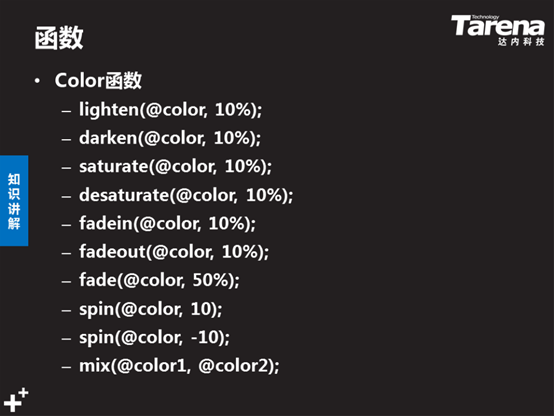 函数
Technology
Tarena
达内科技
• Color函数
– lighten(@color, 10%);
– darken(@color, 10%);
– saturate(@color, 10%);
– desaturate(@color, 10%);
– fadein(@color, 10%);
– fadeout(@color, 10%);
– fade(@color, 50%);
– spin(@color, 10);
– spin(@color, -10);
– mix(@color1, @color2);
知识讲解